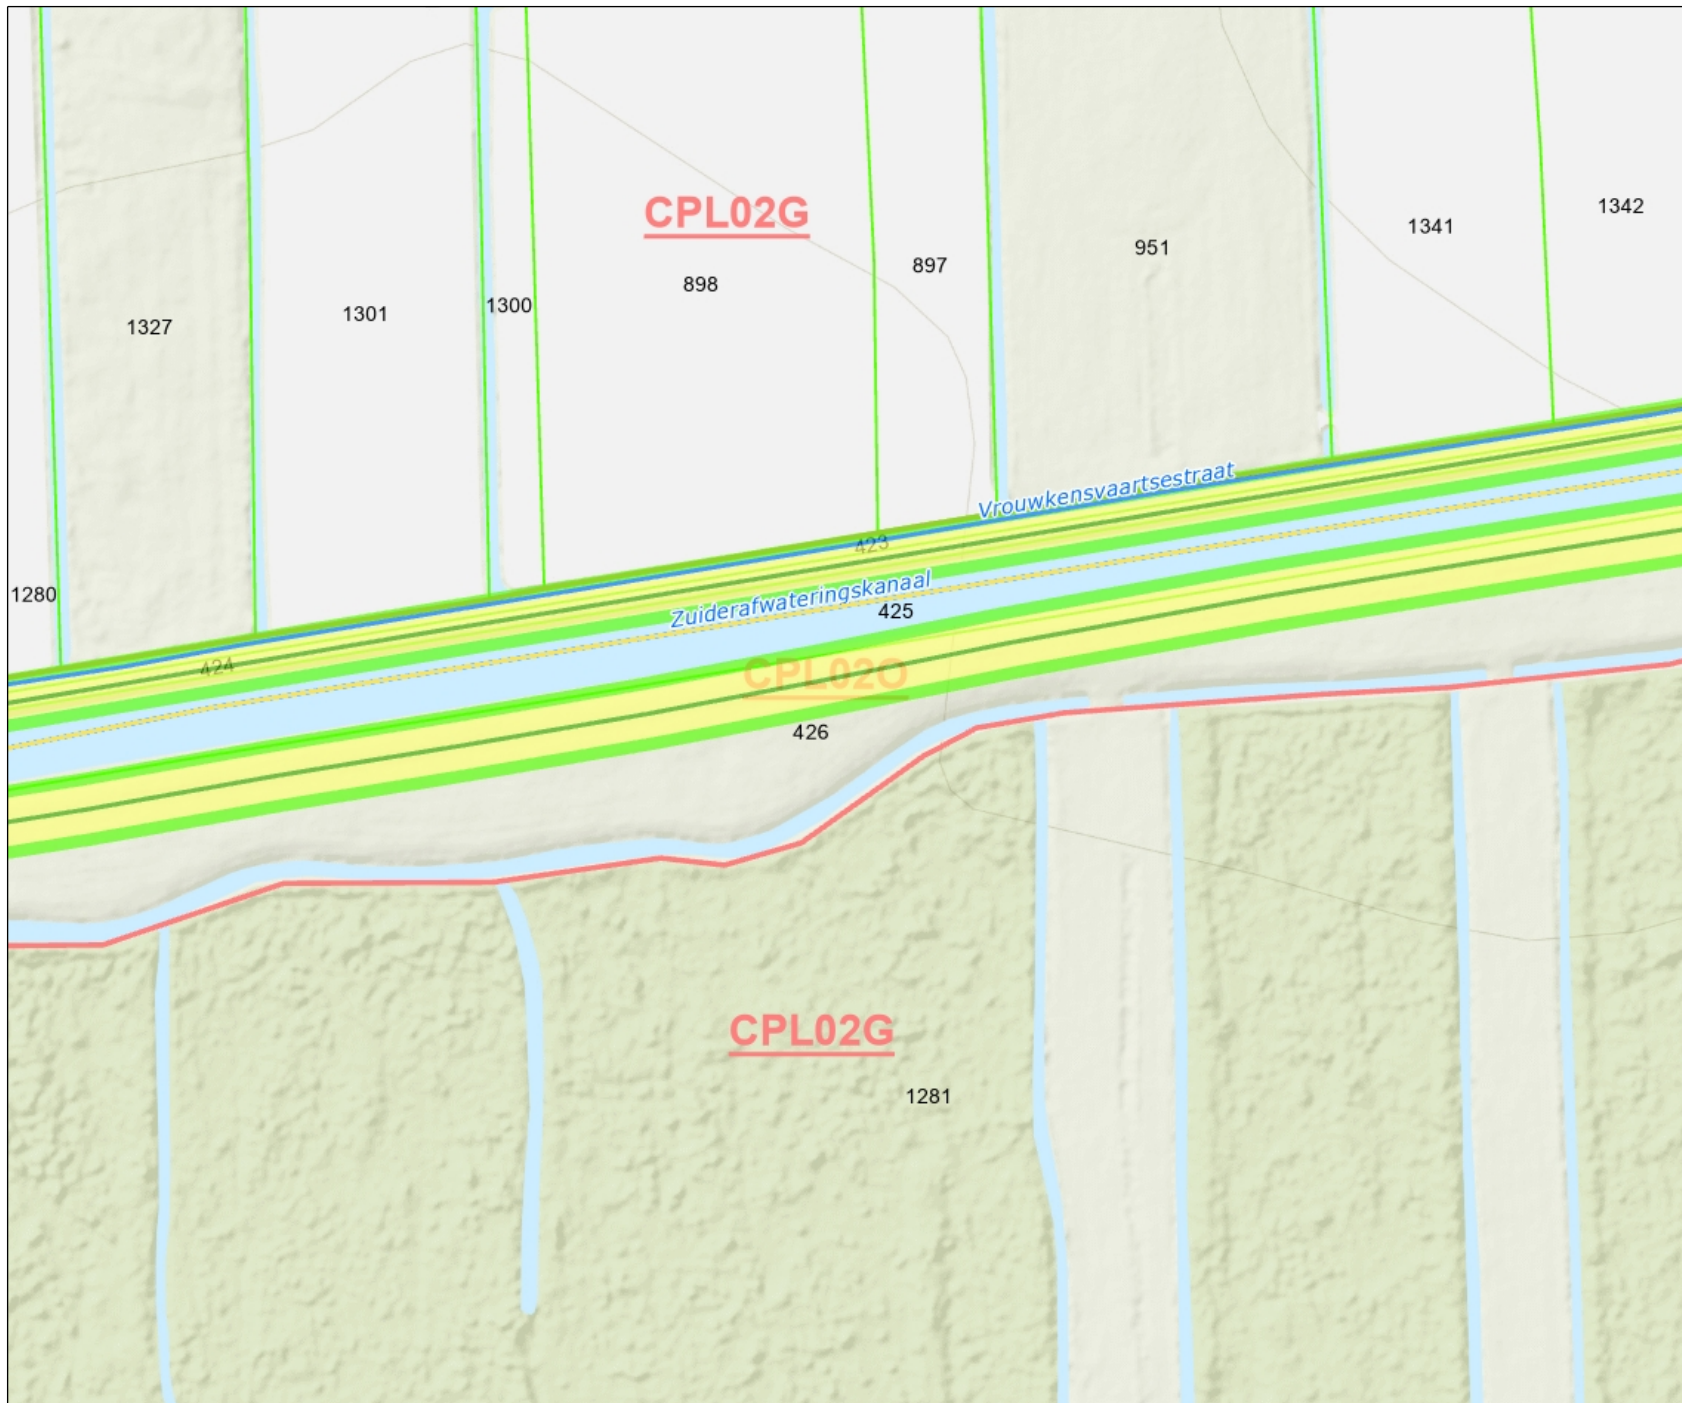 CPL02G
1342
1341
951
897
898
1300
1301
1327
Vrouwkensvaartsestraat
423
Zuiderafwateringskanaal
425
1280
424
CPL02O
426
CPL02G
1281